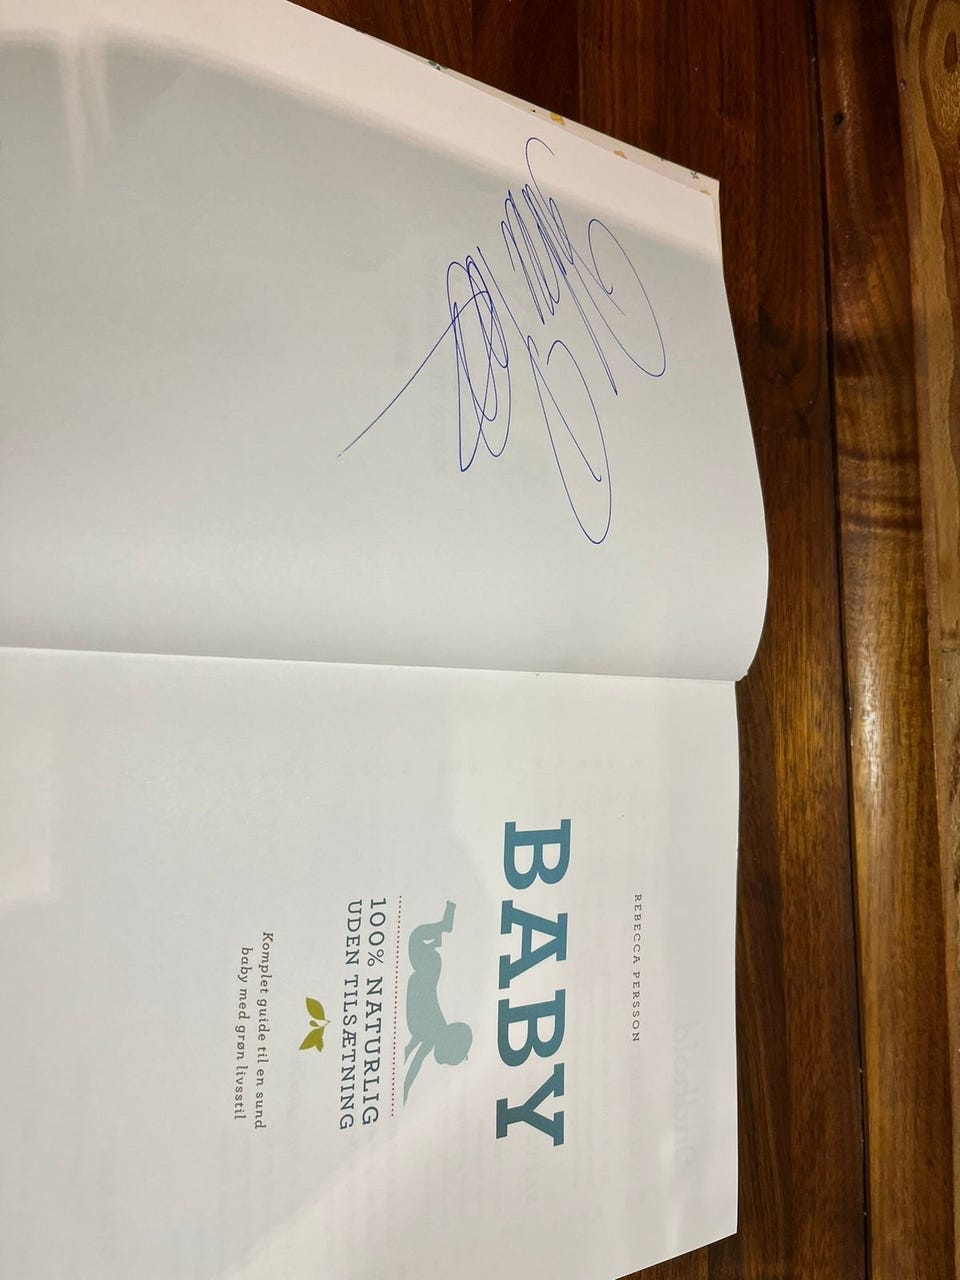 REBECCA PERSSON
BABY
100% NATURLIG
UDEN TILSÆTNING
Komplet guide til en sund
baby med grøn livsstil